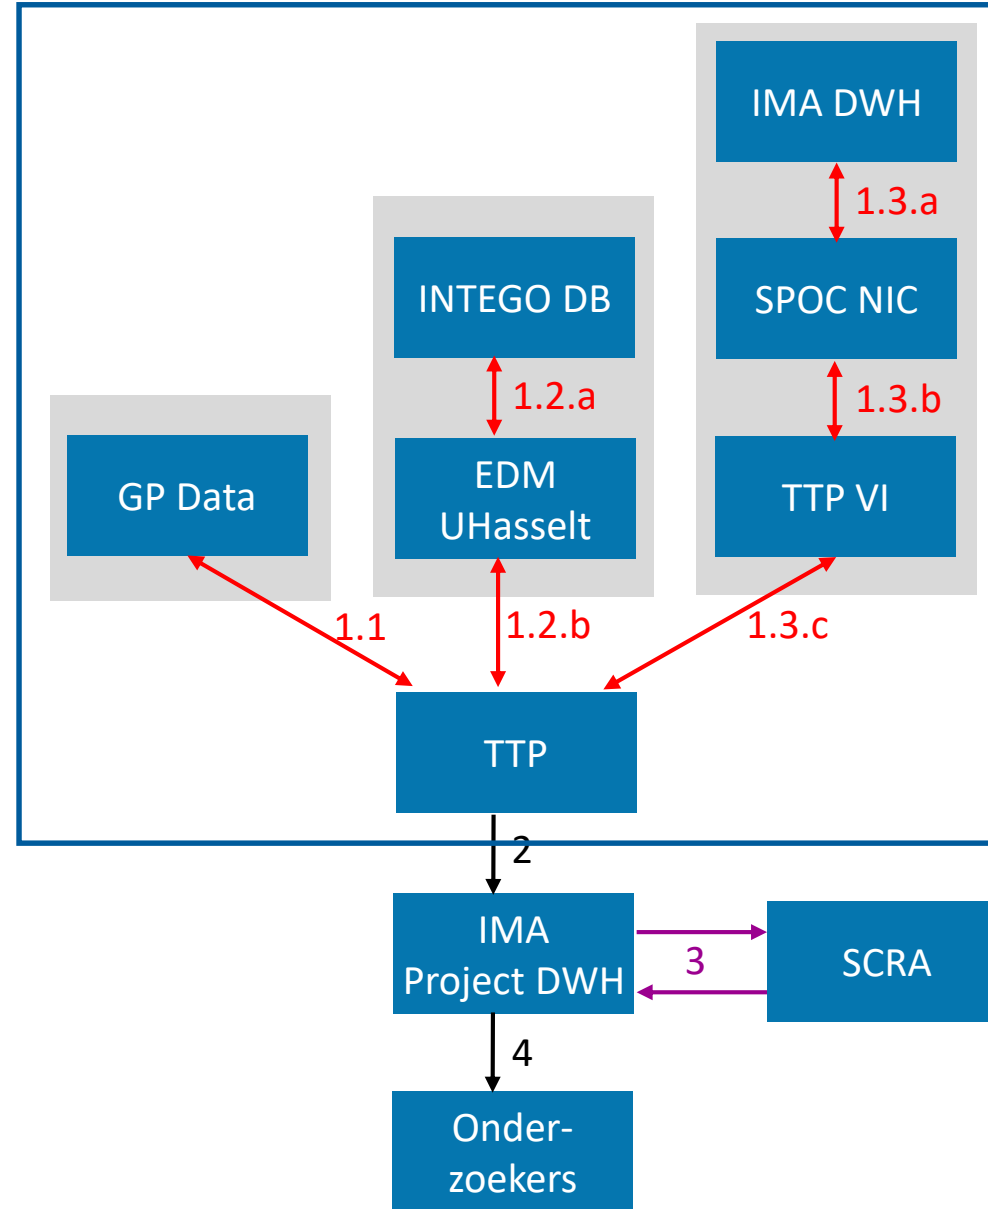 IMA DWH
1.3.a
INTEGO DB
SPOC NIC
1.2.a
1.3.b
GP Data
EDM
UHasselt
TTP VI
1.1
1.2.b
1.3.c
TTP
2
IMA
Project DWH
3
SCRA
4
Onder-
zoekers